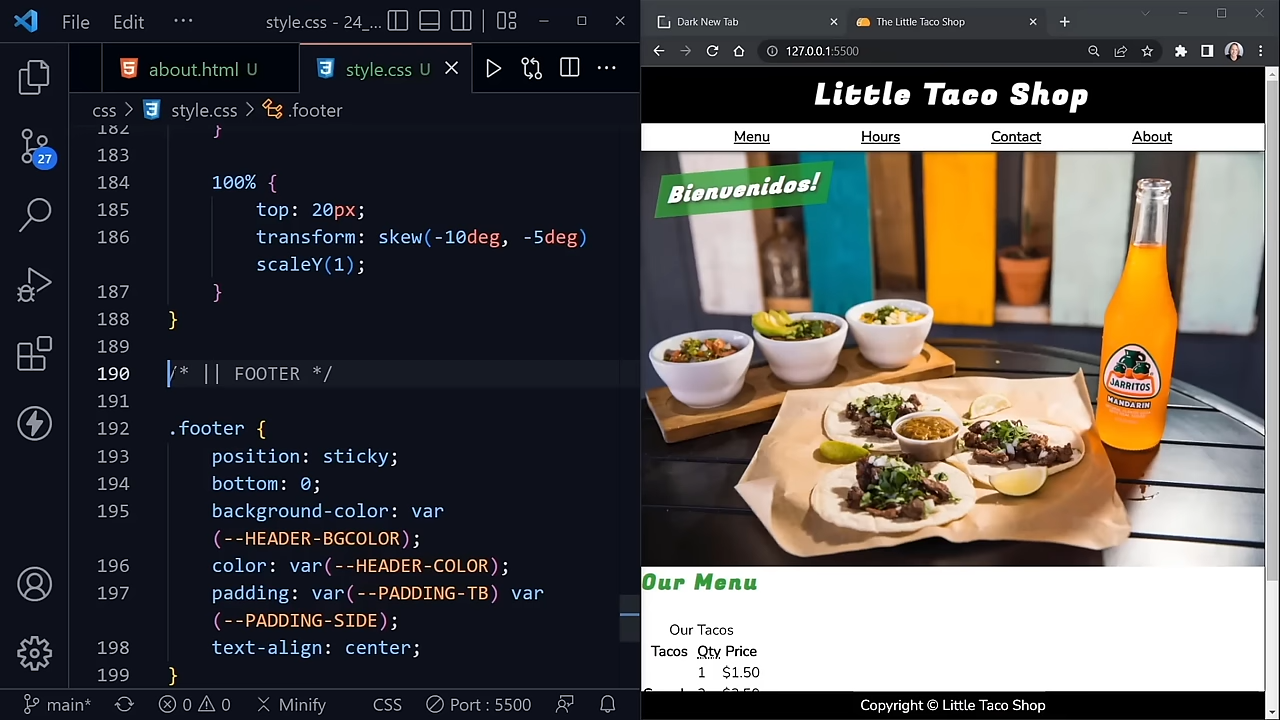 File Edit ··· style.css - 24_...
about.html U style.css U
css > style.css > .footer
27
182 }
183
184 100% {
185 top: 20px;
186 transform: skew(-10deg, -5deg)
scaleY(1);
187 }
188 }
189
190 /* || FOOTER */
191
192 .footer {
193 position: sticky;
194 bottom: 0;
195 background-color: var
(--HEADER-BGCOLOR);
196 color: var(--HEADER-COLOR);
197 padding: var(--PADDING-TB) var
(--PADDING-SIDE);
198 text-align: center;
199 }
main* 0 0 Minify CSS Port : 5500
Dark New Tab The Little Taco Shop
127.0.0.1:5500
Little Taco Shop
Menu Hours Contact About
Bienvenidos!
JARRITOS
MANDARIN
Our Menu
Our Tacos
Tacos Qty Price
1 $1.50
Copyright © Little Taco Shop